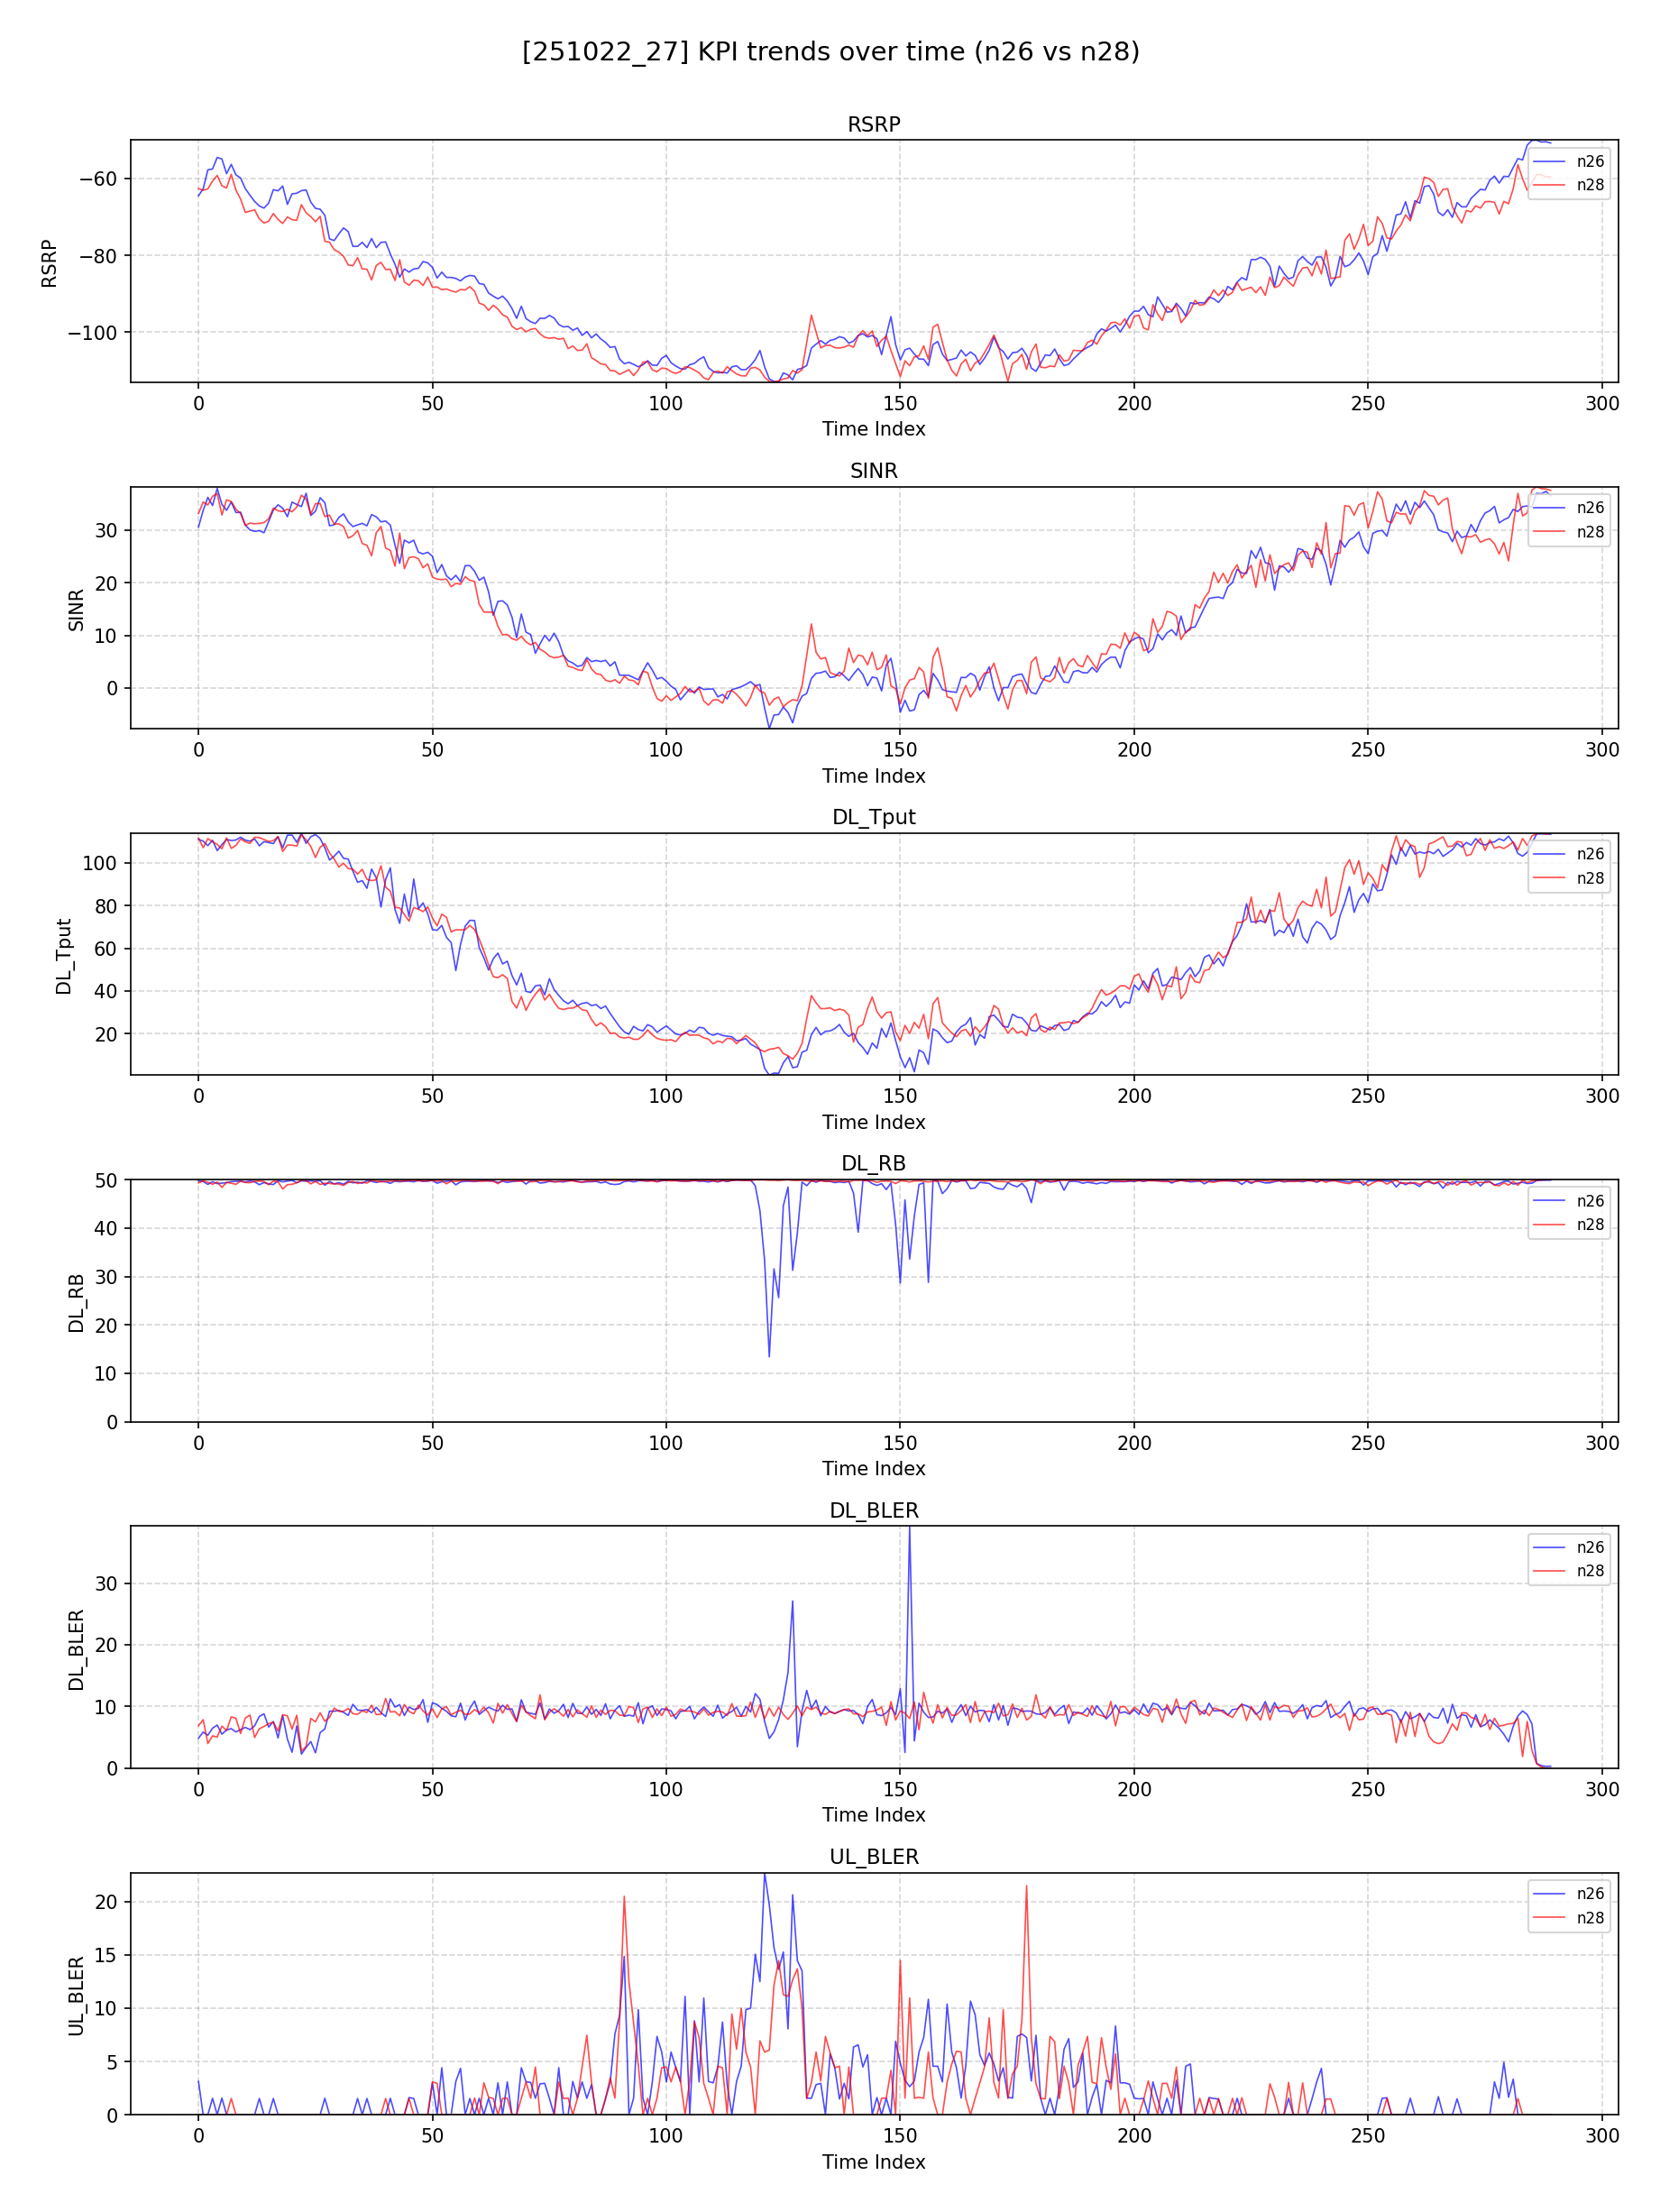 [251022_27] KPI trends over time (n26 vs n28)
RSRP
RSRP
−60
−80
−100
n26
n28
0 50 100 150 200 250 300
Time Index
SINR
SINR
30
20
10
0
n26
n28
0 50 100 150 200 250 300
Time Index
DL_Tput
DL_Tput
100
80
60
40
20
n26
n28
0 50 100 150 200 250 300
Time Index
DL_RB
DL_RB
50
40
30
20
10
0
n26
n28
0 50 100 150 200 250 300
Time Index
DL_BLER
DL_BLER
30
20
10
0
n26
n28
0 50 100 150 200 250 300
Time Index
UL_BLER
UL_BLER
20
15
10
5
0
n26
n28
0 50 100 150 200 250 300
Time Index